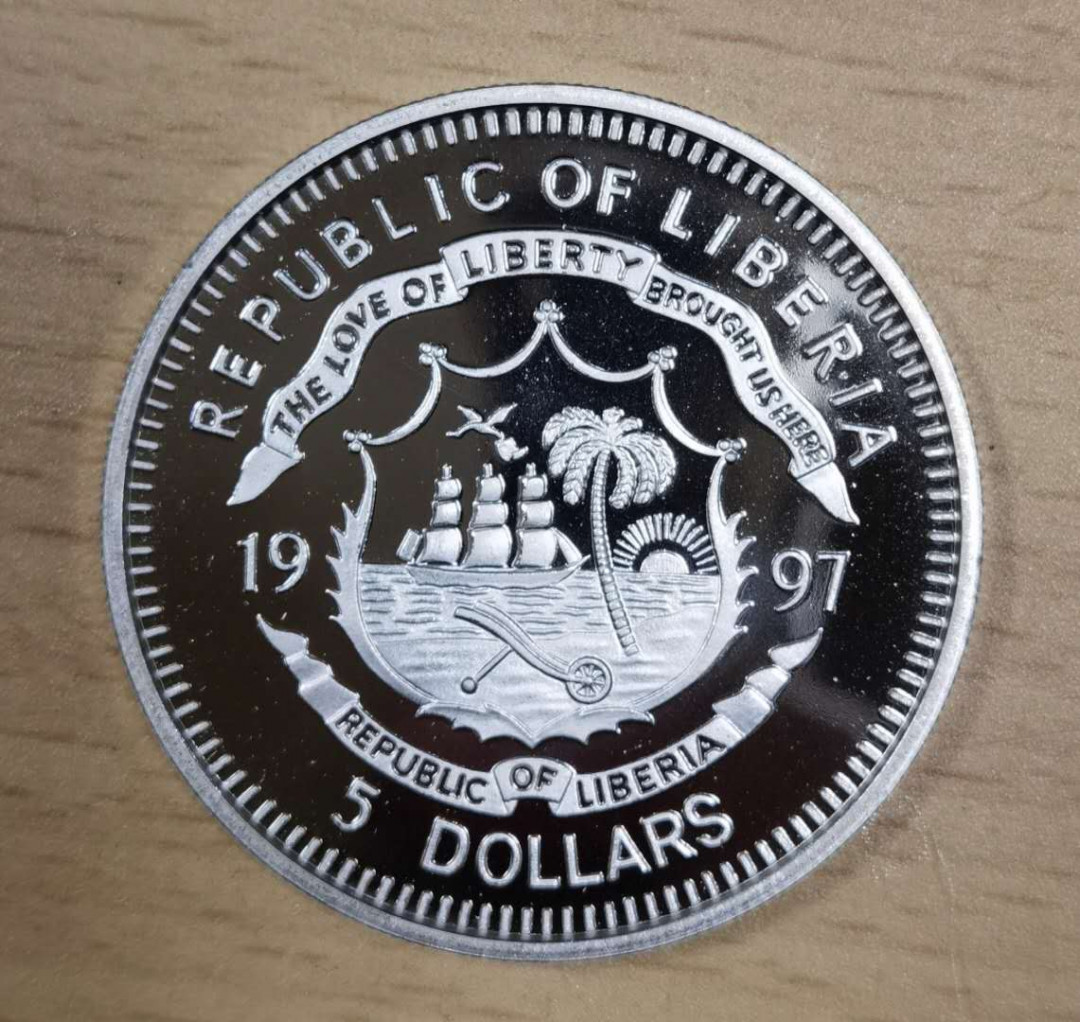 REPUBLIC OF LIBERIA
THE LOVE OF LIBERTY BROUGHT US HERE
19 97
REPUBLIC OF LIBERIA
5 DOLLARS